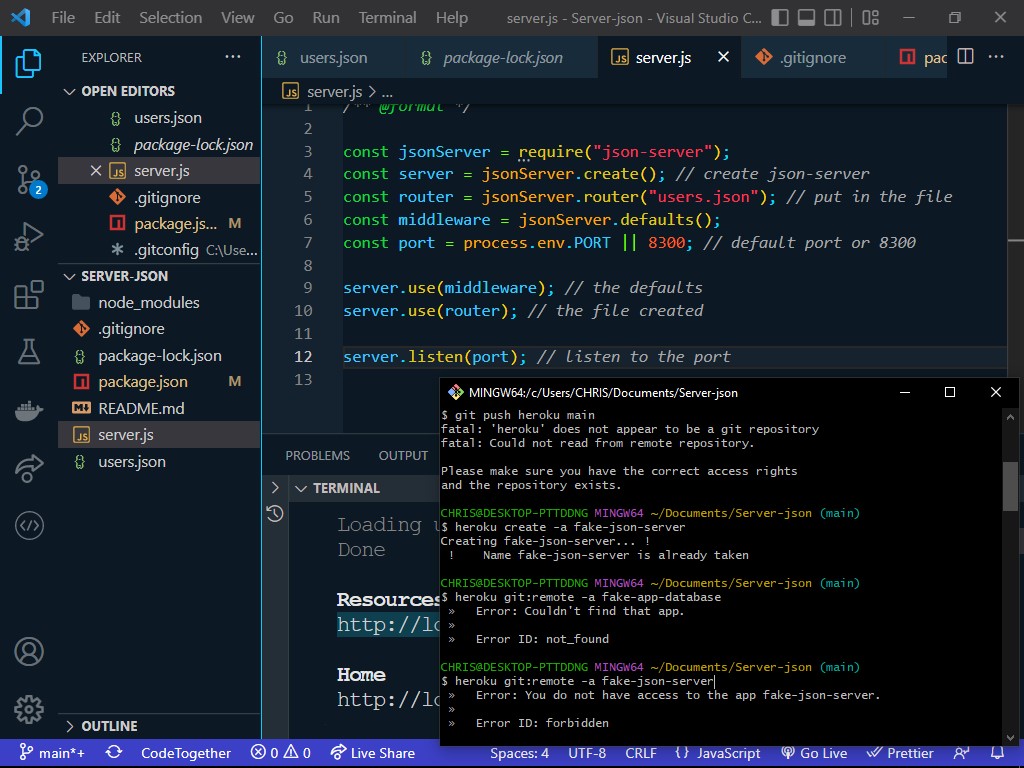 File Edit Selection View Go Run Terminal Help server.js - Server-json - Visual Studio C...
EXPLORER ...
users.json package-lock.json server.js .gitignore pac ...
OPEN EDITORS
users.json
package-lock.json
server.js
.gitignore
package.js... M
.gitconfig C:\Use...
SERVER-JSON
node_modules
.gitignore
package-lock.json
package.json M
README.md
server.js
users.json
OUTLINE
2
server.js > ...
1 /** @format */
2
3 const jsonServer = require("json-server");
4 const server = jsonServer.create(); // create json-server
5 const router = jsonServer.router("users.json"); // put in the file
6 const middleware = jsonServer.defaults();
7 const port = process.env.PORT || 8300; // default port or 8300
8
9 server.use(middleware); // the defaults
10 server.use(router); // the file created
11
12 server.listen(port); // listen to the port
13
PROBLEMS OUTPUT
TERMINAL
Loading
Done
Resources
http://lo
Home
http://lo
MINGW64:/c/Users/CHRIS/Documents/Server-json
$ git push heroku main
fatal: 'heroku' does not appear to be a git repository
fatal: Could not read from remote repository.
Please make sure you have the correct access rights
and the repository exists.
CHRIS@DESKTOP-PTTDDNG MINGW64 ~/Documents/Server-json (main)
$ heroku create -a fake-json-server
Creating fake-json-server... !
! Name fake-json-server is already taken
CHRIS@DESKTOP-PTTDDNG MINGW64 ~/Documents/Server-json (main)
$ heroku git:remote -a fake-app-database
» Error: Couldn't find that app.
»
» Error ID: not_found
CHRIS@DESKTOP-PTTDDNG MINGW64 ~/Documents/Server-json (main)
$ heroku git:remote -a fake-json-server
» Error: You do not have access to the app fake-json-server.
»
» Error ID: forbidden
main*+ CodeTogether 0 0 Live Share Spaces: 4 UTF-8 CRLF {} JavaScript Go Live Prettier